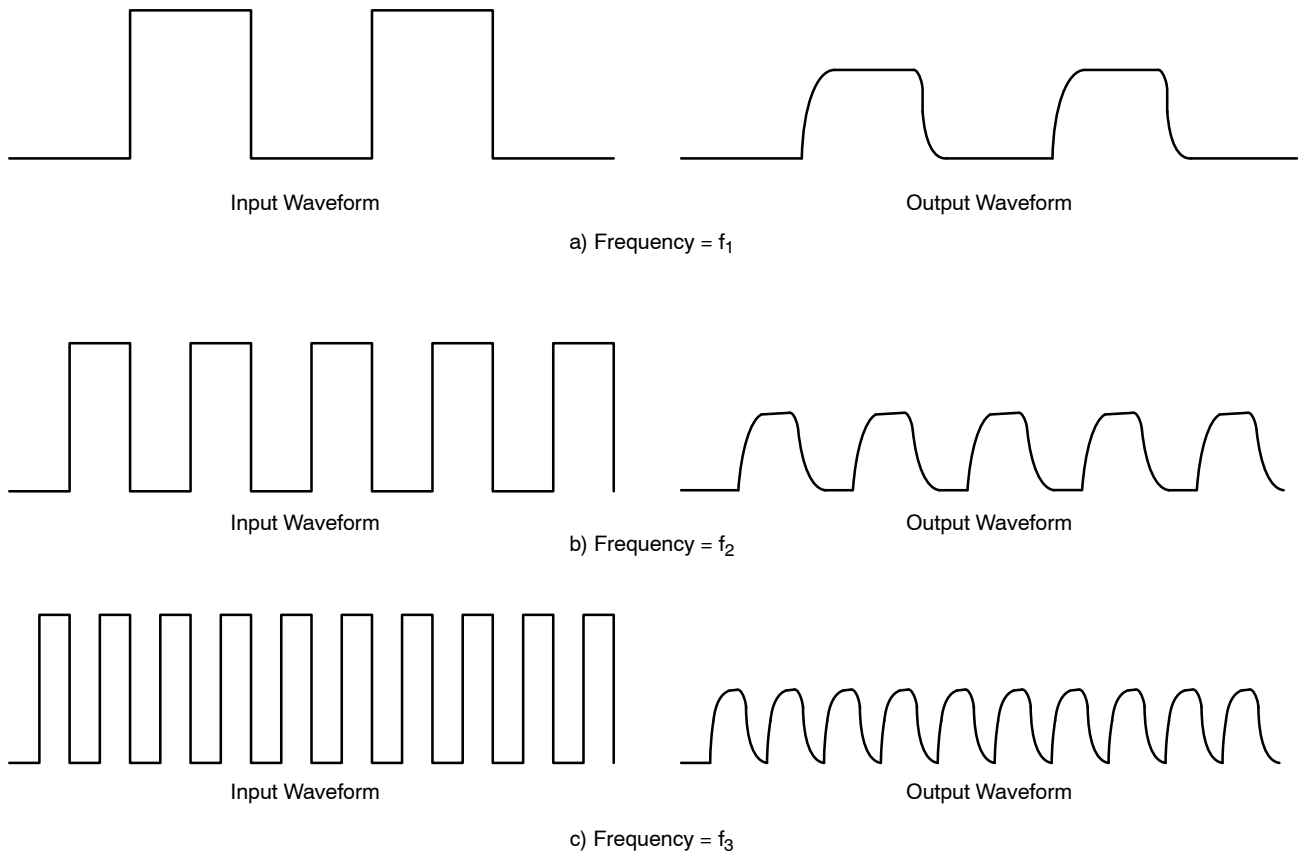 Input Waveform
Output Waveform
a) Frequency = f1
Input Waveform
Output Waveform
b) Frequency = f2
Input Waveform
Output Waveform
c) Frequency = f3